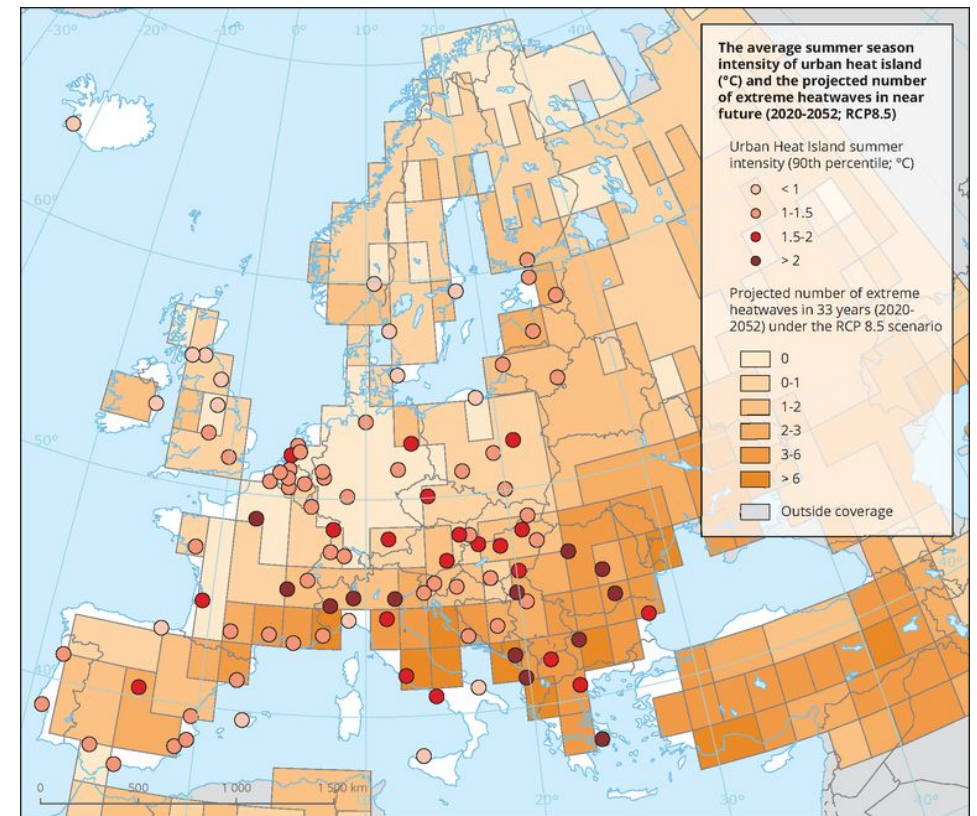 -30°
-20°
-10°
0°
10°
20°
30°
60°
50°
40°
40°
0
500
1 000
1 500 km
10°
20°
30°
40°
The average summer season
intensity of urban heat island
(°C) and the projected number
of extreme heatwaves in near
future (2020-2052; RCP8.5)
Urban Heat Island summer
intensity (90th percentile; °C)
< 1
1-1.5
1.5-2
> 2
Projected number of extreme
heatwaves in 33 years (2020-
2052) under the RCP 8.5 scenario
0
0-1
1-2
2-3
3-6
> 6
Outside coverage